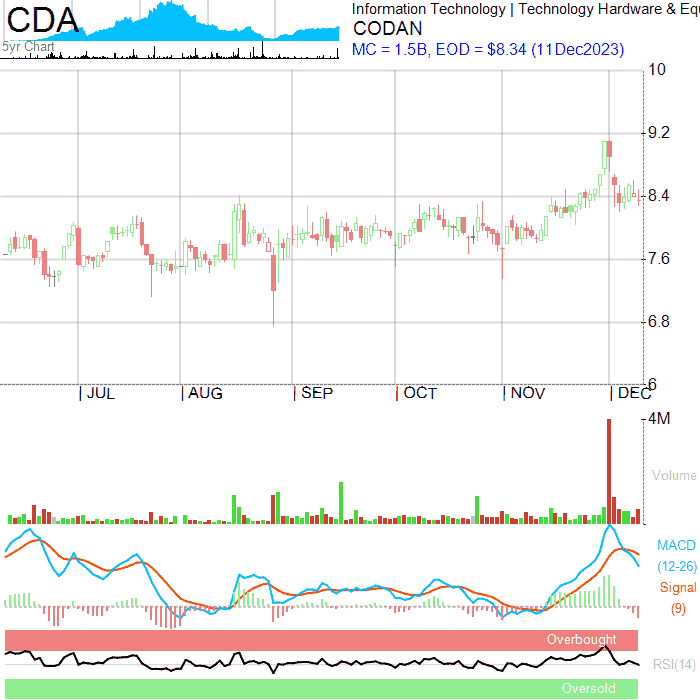 CDA
5yr Chart
Information Technology | Technology Hardware & Equ
CODAN
MC = 1.5B, EOD = $8.34 (11Dec2023)
10
9.2
8.4
7.6
6.8
6
| JUL | AUG | SEP | OCT | NOV | DEC
4M
Volume
MACD
(12-26)
Signal
(9)
Overbought
RSI(14)
Oversold